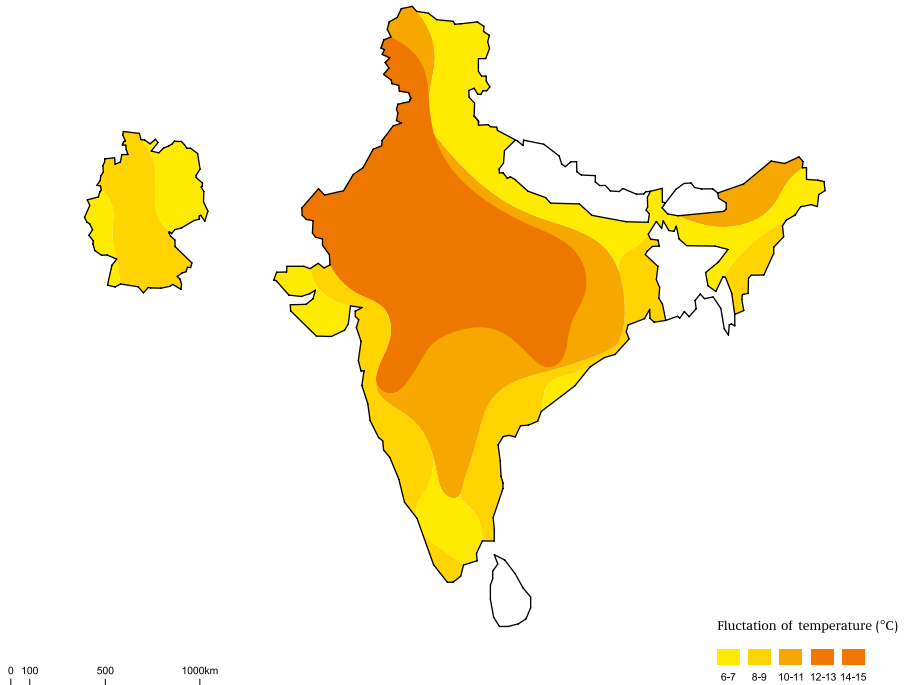 Fluctation of temperature (°C)
6-7 8-9 10-11 12-13 14-15
0 100 500 1000km